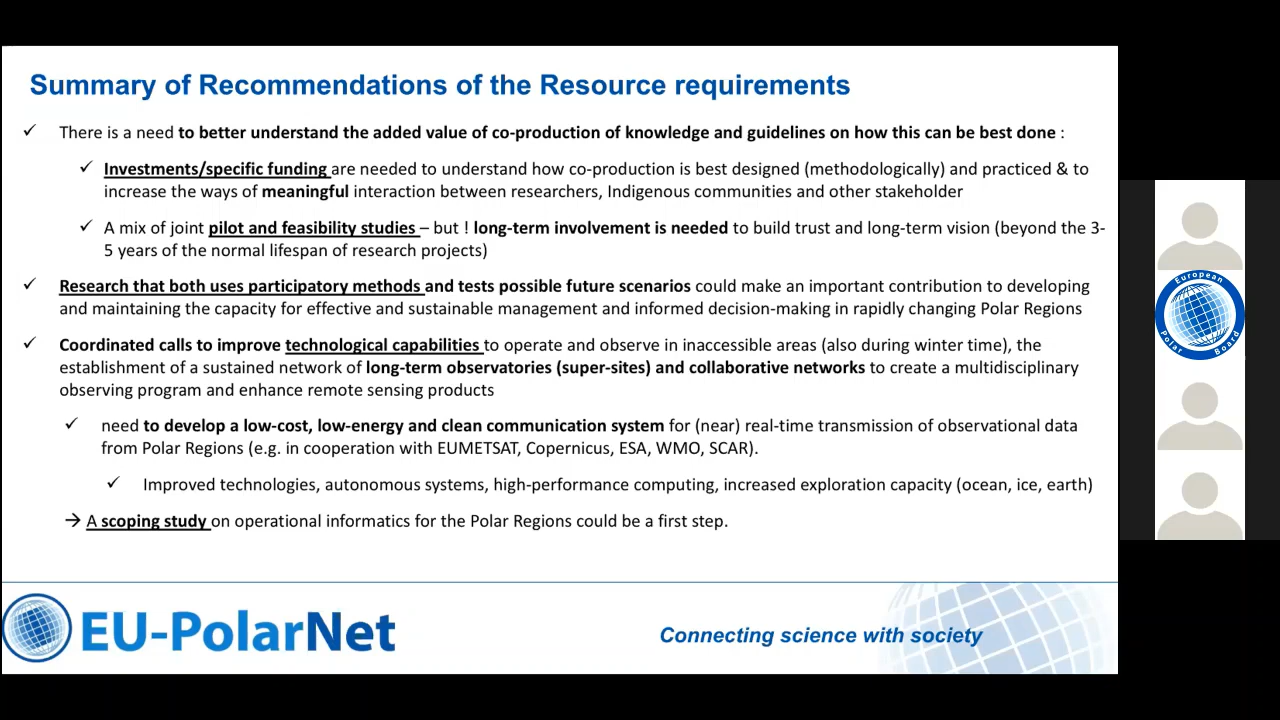 Summary of Recommendations of the Resource requirements
✓ There is a need to better understand the added value of co-production of knowledge and guidelines on how this can be best done :
✓ Investments/specific funding are needed to understand how co-production is best designed (methodologically) and practiced & to
increase the ways of meaningful interaction between researchers, Indigenous communities and other stakeholder
✓ A mix of joint pilot and feasibility studies – but ! long-term involvement is needed to build trust and long-term vision (beyond the 3-
5 years of the normal lifespan of research projects)
✓ Research that both uses participatory methods and tests possible future scenarios could make an important contribution to developing
and maintaining the capacity for effective and sustainable management and informed decision-making in rapidly changing Polar Regions
✓ Coordinated calls to improve technological capabilities to operate and observe in inaccessible areas (also during winter time), the
establishment of a sustained network of long-term observatories (super-sites) and collaborative networks to create a multidisciplinary
observing program and enhance remote sensing products
✓ need to develop a low-cost, low-energy and clean communication system for (near) real-time transmission of observational data
from Polar Regions (e.g. in cooperation with EUMETSAT, Copernicus, ESA, WMO, SCAR).
✓ Improved technologies, autonomous systems, high-performance computing, increased exploration capacity (ocean, ice, earth)
→ A scoping study on operational informatics for the Polar Regions could be a first step.
EU-PolarNet
Connecting science with society
European
Polar Board